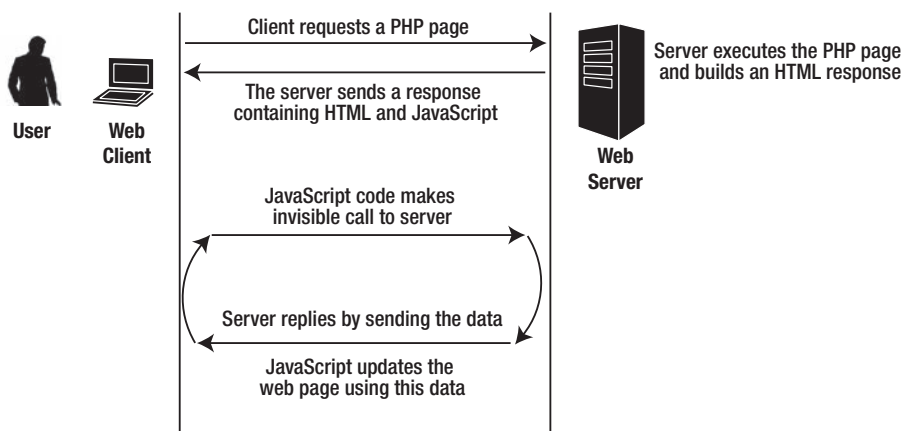 Client requests a PHP page
Server executes the PHP page
and builds an HTML response
The server sends a response
containing HTML and JavaScript
User
Web
Client
Web
Server
JavaScript code makes
invisible call to server
Server replies by sending the data
JavaScript updates the
web page using this data